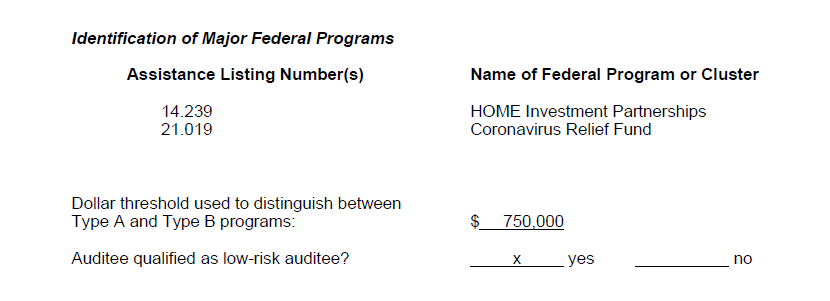 Identification of Major Federal Programs
Assistance Listing Number(s) Name of Federal Program or Cluster
14.239 HOME Investment Partnerships
21.019 Coronavirus Relief Fund
Dollar threshold used to distinguish between
Type A and Type B programs: $ 750,000
Auditee qualified as low-risk auditee? x yes no